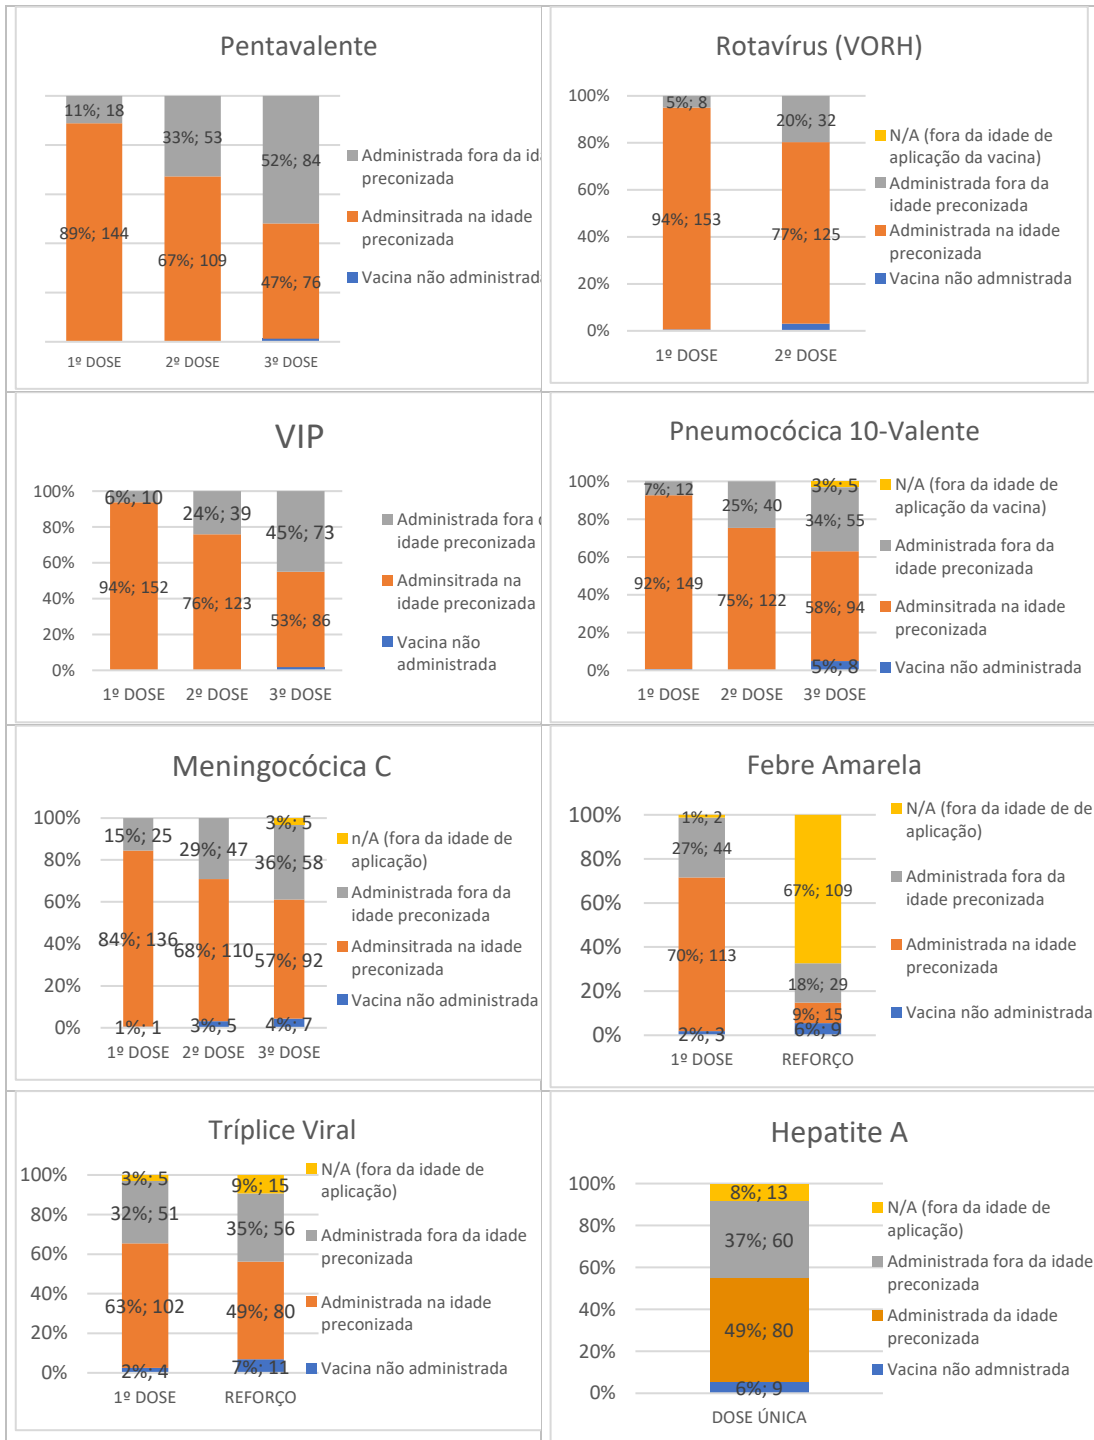 Pentavalente
11%; 18
33%; 53
52%; 84
89%; 144
67%; 109
47%; 76
1º DOSE
2º DOSE
3º DOSE
Administrada fora da ida
preconizada
Adminsitrada na idade
preconizada
Vacina não administrada
Rotavírus (VORH)
100%
80%
60%
40%
20%
0%
5%; 8
20%; 32
94%; 153
77%; 125
1º DOSE
2º DOSE
N/A (fora da idade de
aplicação da vacina)
Administrada fora da
idade preconizada
Administrada na idade
preconizada
Vacina não admnistrada
VIP
100%
80%
60%
40%
20%
0%
6%; 10
24%; 39
45%; 73
94%; 152
76%; 123
53%; 86
1º DOSE
2º DOSE
3º DOSE
Administrada fora d
idade preconizada
Adminsitrada na
idade preconizada
Vacina não
administrada
Pneumocócica 10-Valente
100%
80%
60%
40%
20%
0%
7%; 12
25%; 40
3%; 5
34%; 55
92%; 149
75%; 122
58%; 94
5%; 8
1º DOSE
2º DOSE
3º DOSE
N/A (fora da idade de
aplicação da vacina)
Administrada fora da
idade preconizada
Adminsitrada na idade
preconizada
Vacina não administrada
Meningocócica C
100%
80%
60%
40%
20%
0%
15%; 25
29%; 47
3%; 5
36%; 58
84%; 136
68%; 110
57%; 92
1%; 1
3%; 5
4%; 7
1º DOSE
2º DOSE
3º DOSE
n/A (fora da idade de
aplicação)
Administrada fora da
idade preconizada
Adminsitrada na idade
preconizada
Vacina não administrada
Febre Amarela
100%
80%
60%
40%
20%
0%
1%; 2
27%; 44
67%; 109
70%; 113
18%; 29
9%; 15
2%; 3
6%; 9
1º DOSE
REFORÇO
N/A (fora da idade de de
aplicação)
Administrada fora da
idade preconizada
Administrada na idade
preconizada
Vacina não administrada
Tríplice Viral
100%
80%
60%
40%
20%
0%
3%; 5
9%; 15
32%; 51
35%; 56
63%; 102
49%; 80
2%; 4
7%; 11
1º DOSE
REFORÇO
N/A (fora da idade de
aplicação)
Administrada fora da idade
preconizada
Administrada na idade
preconizada
Vacina não administrada
Hepatite A
100%
80%
60%
40%
20%
0%
8%; 13
37%; 60
49%; 80
6%; 9
DOSE ÚNICA
N/A (fora da idade de
aplicação)
Administrada fora da idade
preconizada
Administrada da idade
preconizada
Vacina não admnistrada